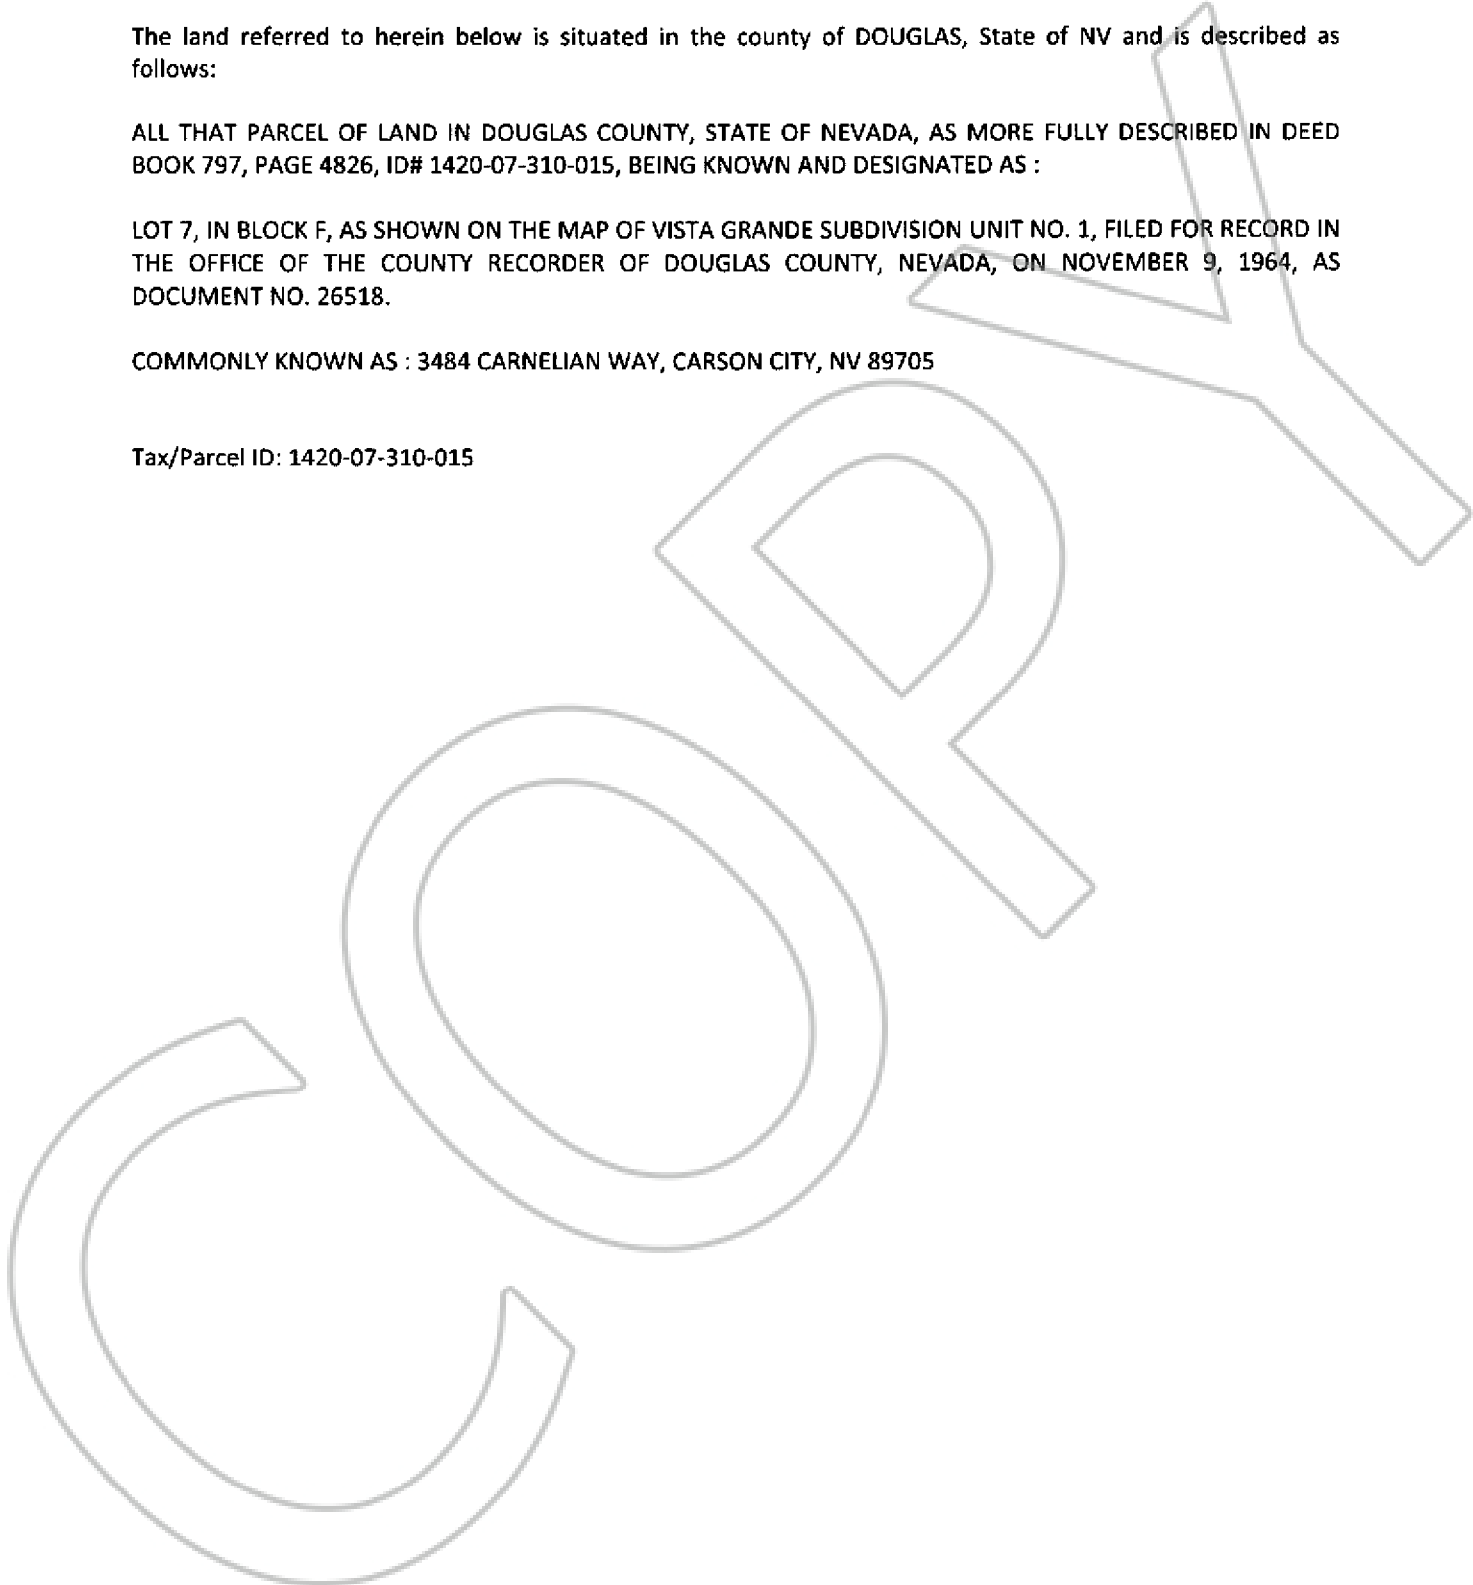 The land referred to herein below is situated in the county of DOUGLAS, State of NV and is described as
follows:
ALL THAT PARCEL OF LAND IN DOUGLAS COUNTY, STATE OF NEVADA, AS MORE FULLY DESCRIBED IN DEED
BOOK 797, PAGE 4826, ID# 1420-07-310-015, BEING KNOWN AND DESIGNATED AS :
LOT 7, IN BLOCK F, AS SHOWN ON THE MAP OF VISTA GRANDE SUBDIVISION UNIT NO. 1, FILED FOR RECORD IN
THE OFFICE OF THE COUNTY RECORDER OF DOUGLAS COUNTY, NEVADA, ON NOVEMBER 9, 1964, AS
DOCUMENT NO. 26518.
COMMONLY KNOWN AS : 3484 CARNELIAN WAY, CARSON CITY, NV 89705
Tax/Parcel ID: 1420-07-310-015
COPY